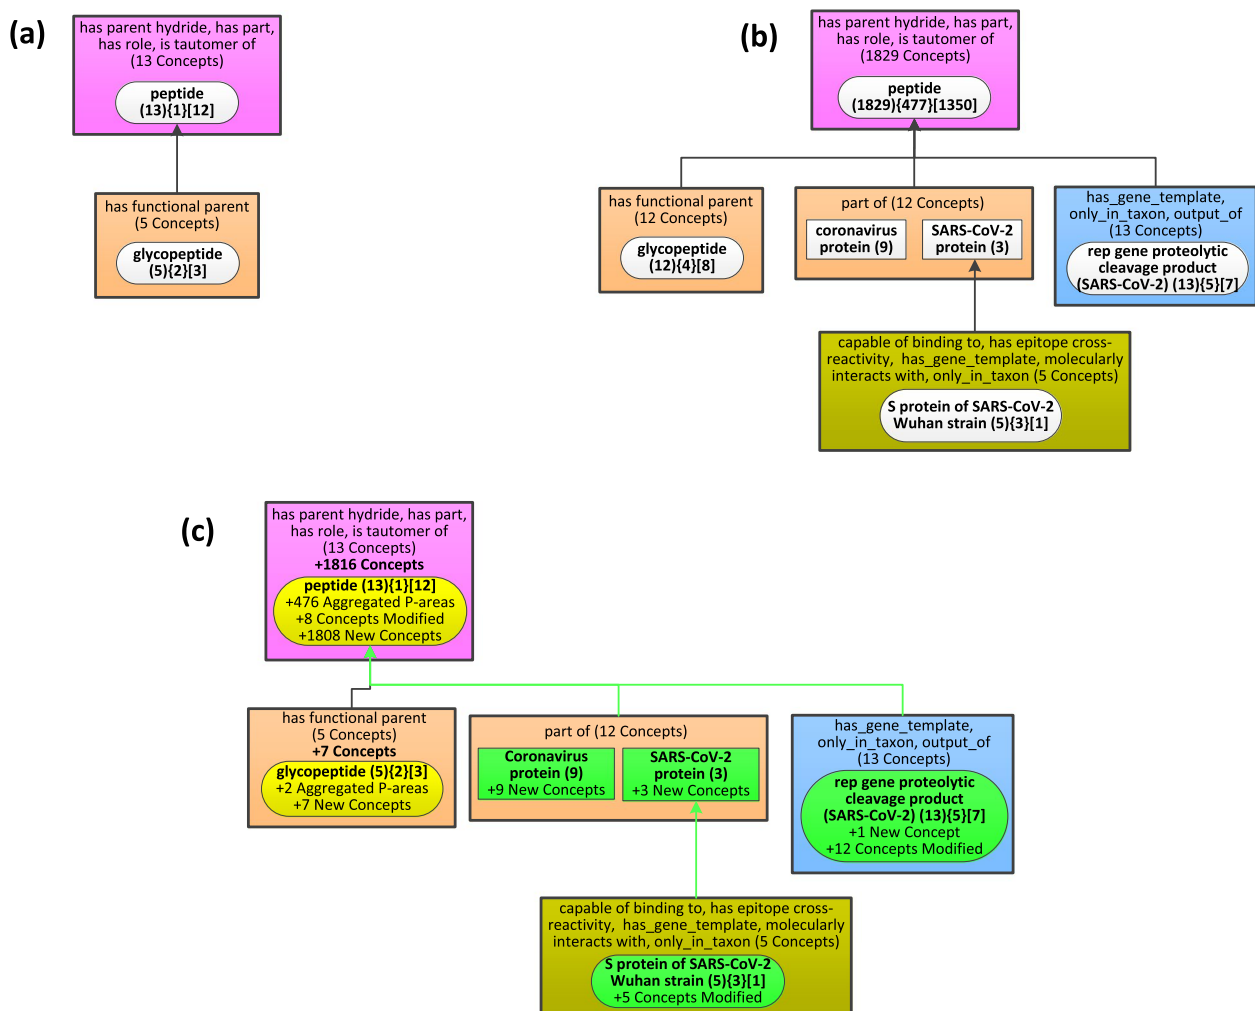 (a)
has parent hydride, has part,
has role, is tautomer of
(13 Concepts)
peptide
(13){1}[12]
has functional parent
(5 Concepts)
glycopeptide
(5){2}[3]
(b)
has parent hydride, has part,
has role, is tautomer of
(1829 Concepts)
peptide
(1829){477}[1350]
has functional parent
(12 Concepts)
glycopeptide
(12){4}[8]
part of (12 Concepts)
coronavirus
protein (9)
SARS-CoV-2
protein (3)
has_gene_template,
only_in_taxon, output_of
(13 Concepts)
rep gene proteolytic
cleavage product
(SARS-CoV-2) (13){5}[7]
capable of binding to, has epitope cross-
reactivity,  has_gene_template, molecularly
interacts with, only_in_taxon (5 Concepts)
S protein of SARS-CoV-2
Wuhan strain (5){3}[1]
(c)
has parent hydride, has part,
has role, is tautomer of
(13 Concepts)
+1816 Concepts
peptide (13){1}[12]
+476 Aggregated P-areas
+8 Concepts Modified
+1808 New Concepts
has functional parent
(5 Concepts)
+7 Concepts
glycopeptide (5){2}[3]
+2 Aggregated P-areas
+7 New Concepts
part of (12 Concepts)
Coronavirus
protein (9)
+9 New Concepts
SARS-CoV-2
protein (3)
+3 New Concepts
has_gene_template,
only_in_taxon, output_of
(13 Concepts)
rep gene proteolytic
cleavage product
(SARS-CoV-2) (13){5}[7]
+1 New Concept
+12 Concepts Modified
capable of binding to, has epitope cross-
reactivity,  has_gene_template, molecularly
interacts with, only_in_taxon (5 Concepts)
S protein of SARS-CoV-2
Wuhan strain (5){3}[1]
+5 Concepts Modified